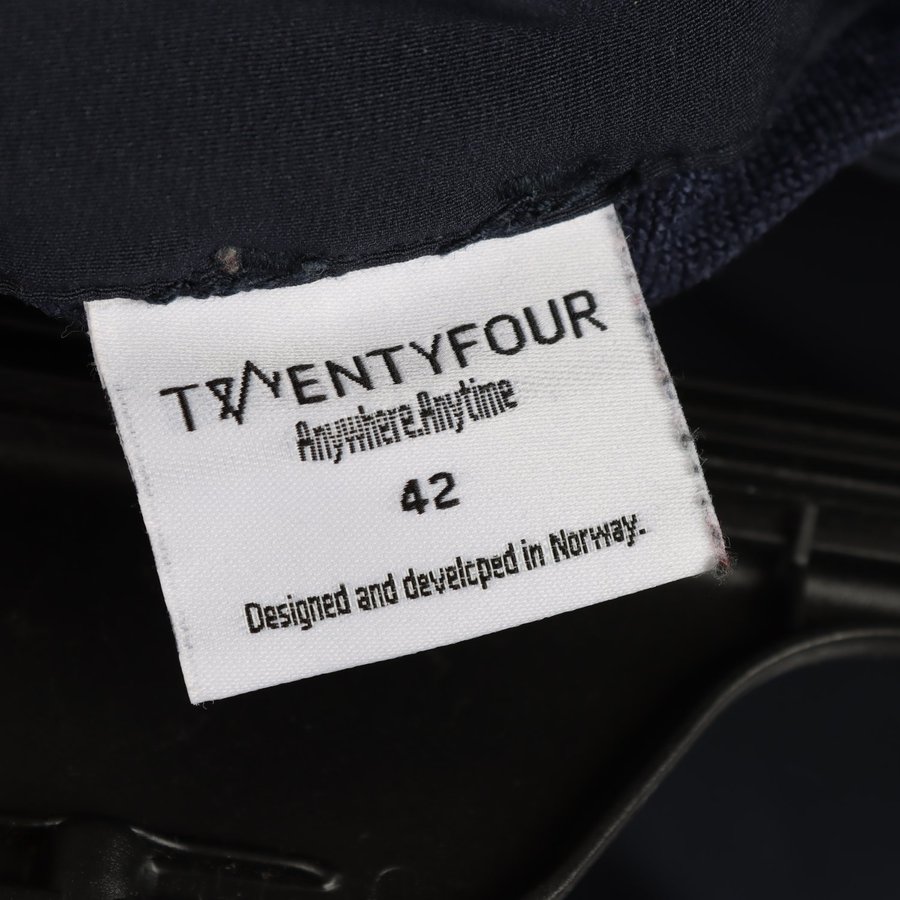 TWENTYFOUR
Anywhere.Anytime
42
Designed and develcped in Norway.